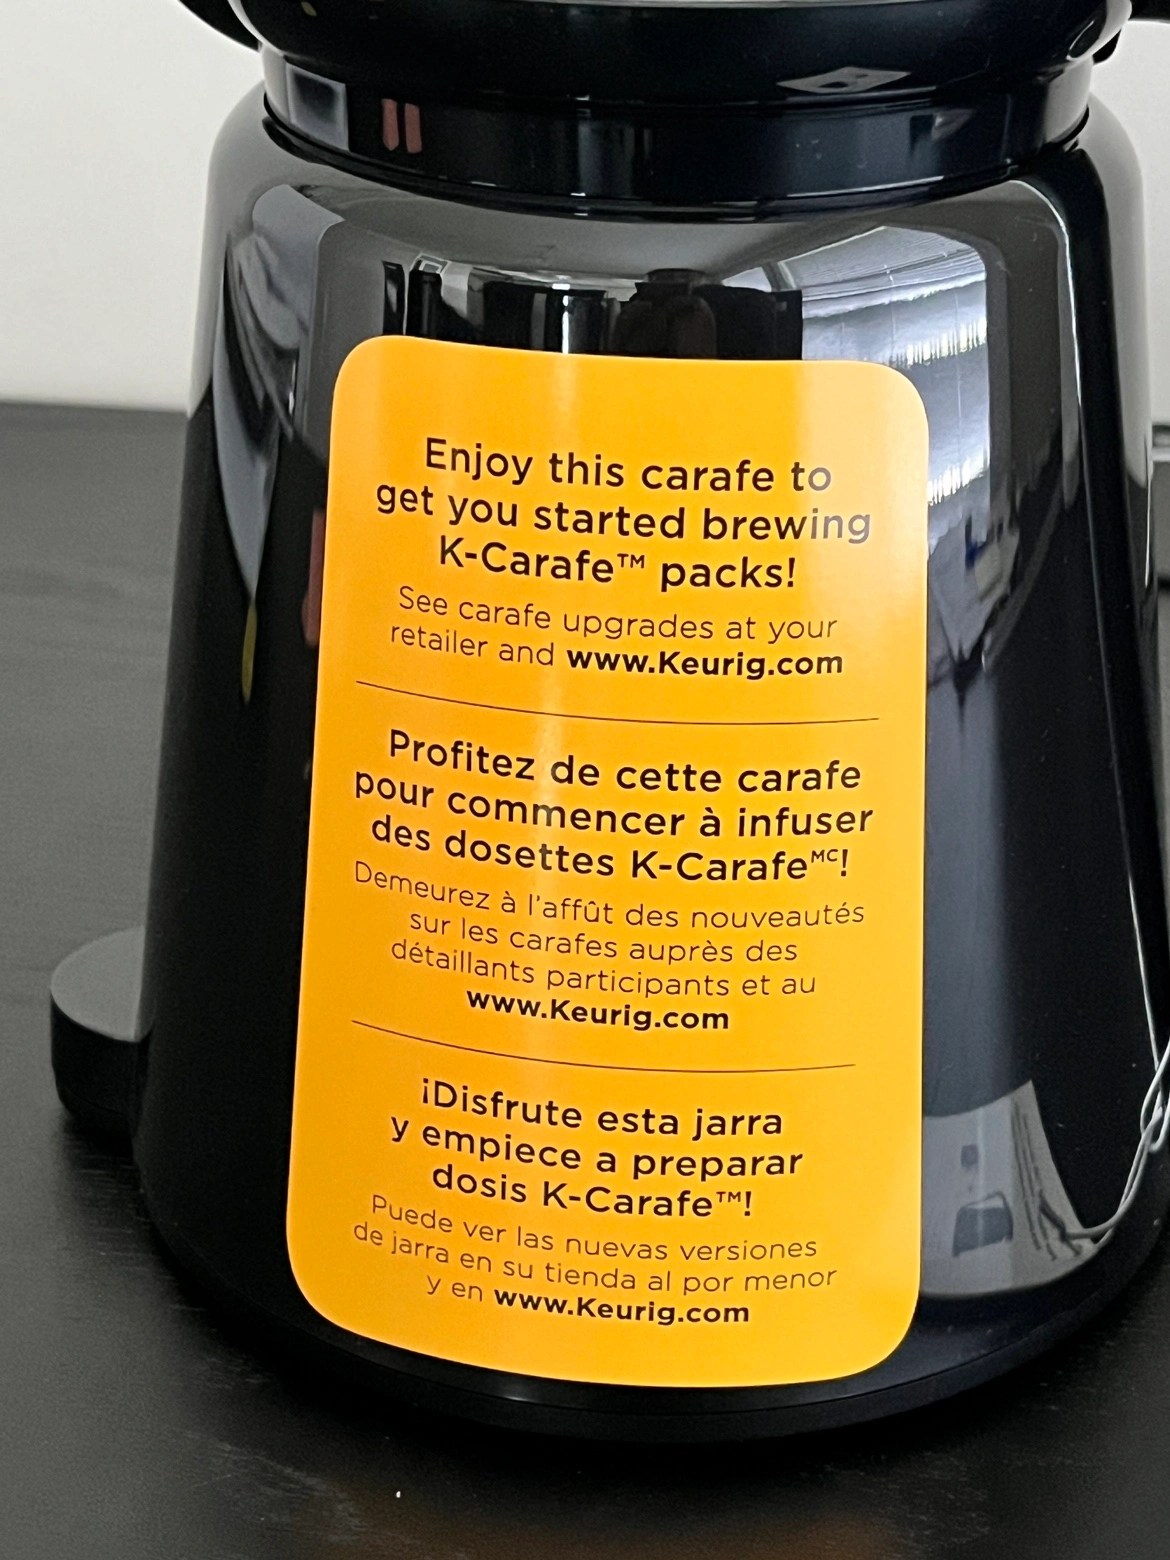 Enjoy this carafe to
get you started brewing
K-Carafe™ packs!
See carafe upgrades at your
retailer and www.Keurig.com
Profitez de cette carafe
pour commencer à infuser
des dosettes K-Carafeᴹᶜ!
Demeurez à l'affût des nouveautés
sur les carafes auprès des
détaillants participants et au
www.Keurig.com
¡Disfrute esta jarra
y empiece a preparar
dosis K-Carafe™!
Puede ver las nuevas versiones
de jarra en su tienda al por menor
y en www.Keurig.com